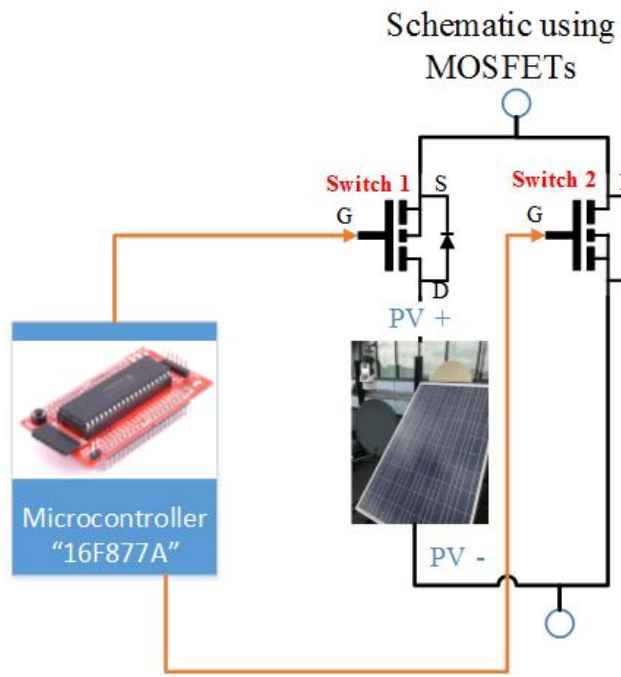 Schematic using
MOSFETs
Switch 1
S
Switch 2
G
G
D
PV +
Microcontroller
“16F877A”
PV -